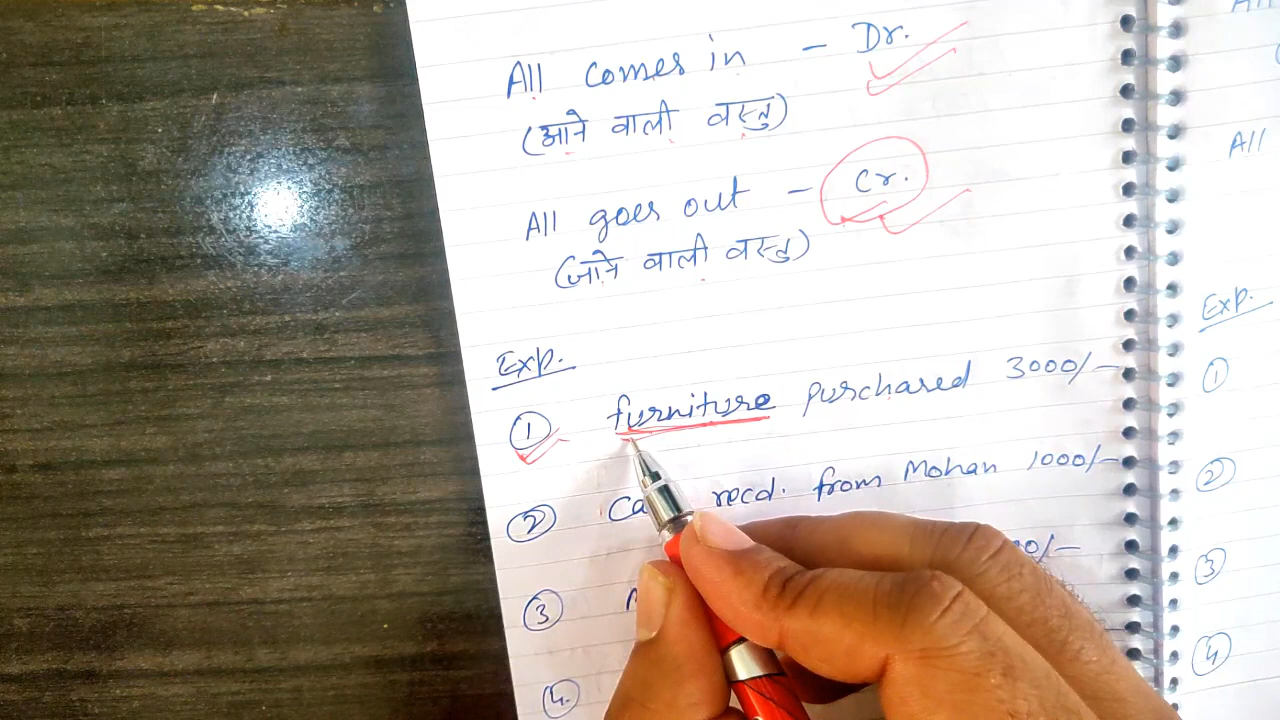 All comes in - Dr.
(आने वाली वस्तु)
All goes out - Cr.
(जाने वाली वस्तु)
Exp.
① furniture purchased 3000/-
② recd. from Mohan 1000/-
③
④
All
All
Exp.
①
②
③
④